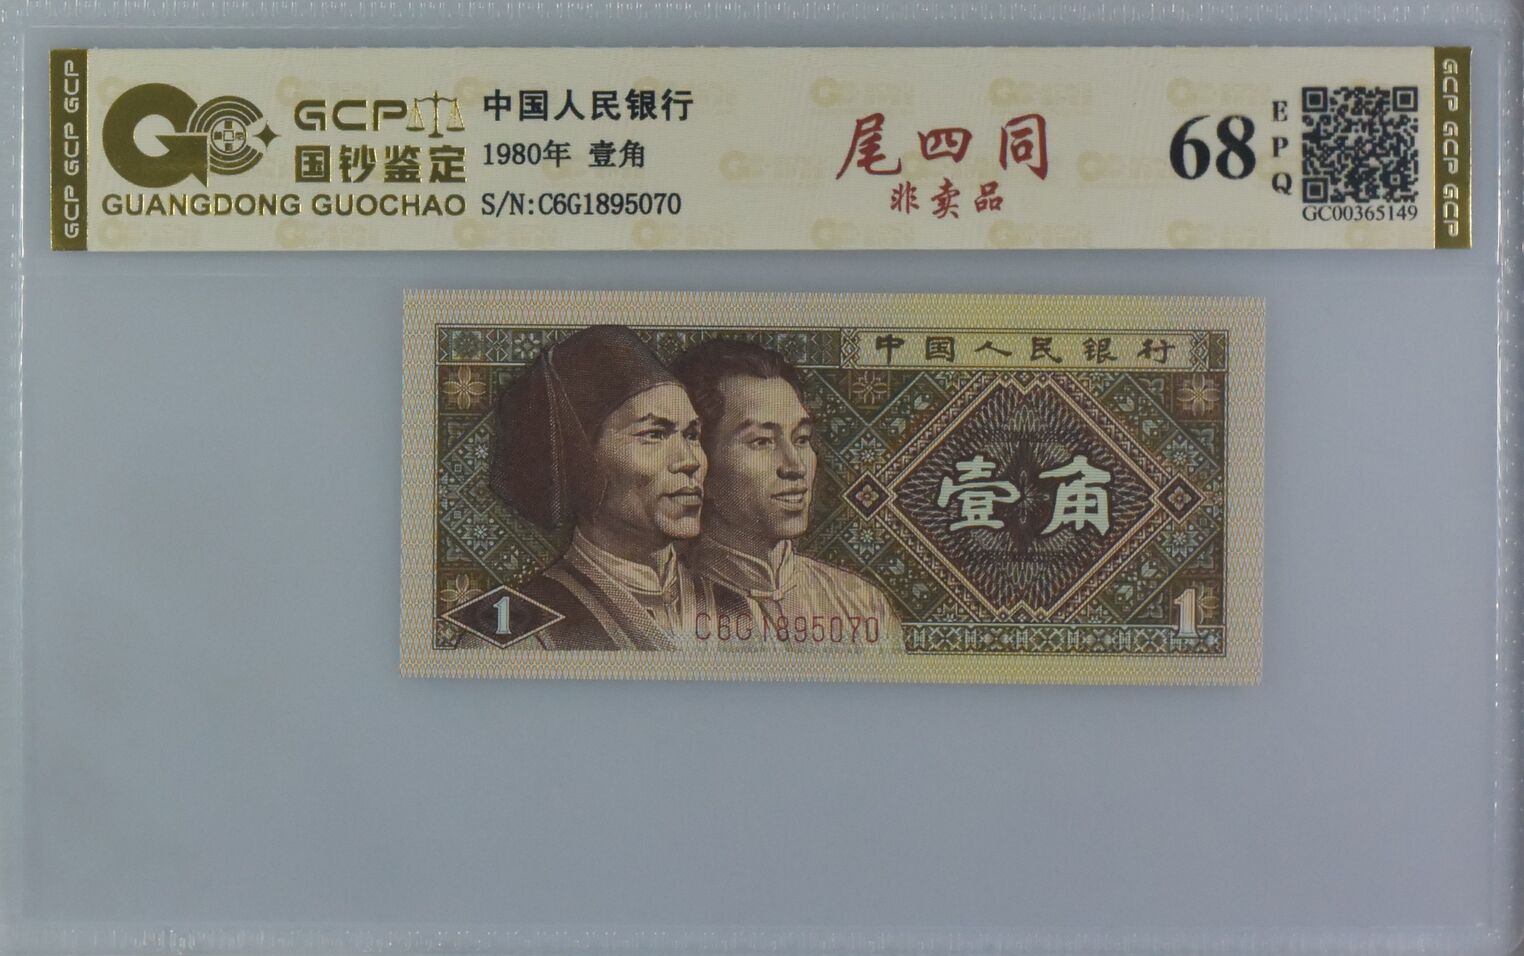 GCP GCP GCP
GCP
国钞鉴定
GUANGDONG GUOCHAO
中国人民银行
1980年 壹角
S/N:C6G1895070
尾四同
非卖品
68
EPQ
GC00365149
GCP GCP GCP
中国人民银行
壹角
1
C6G1895070
1